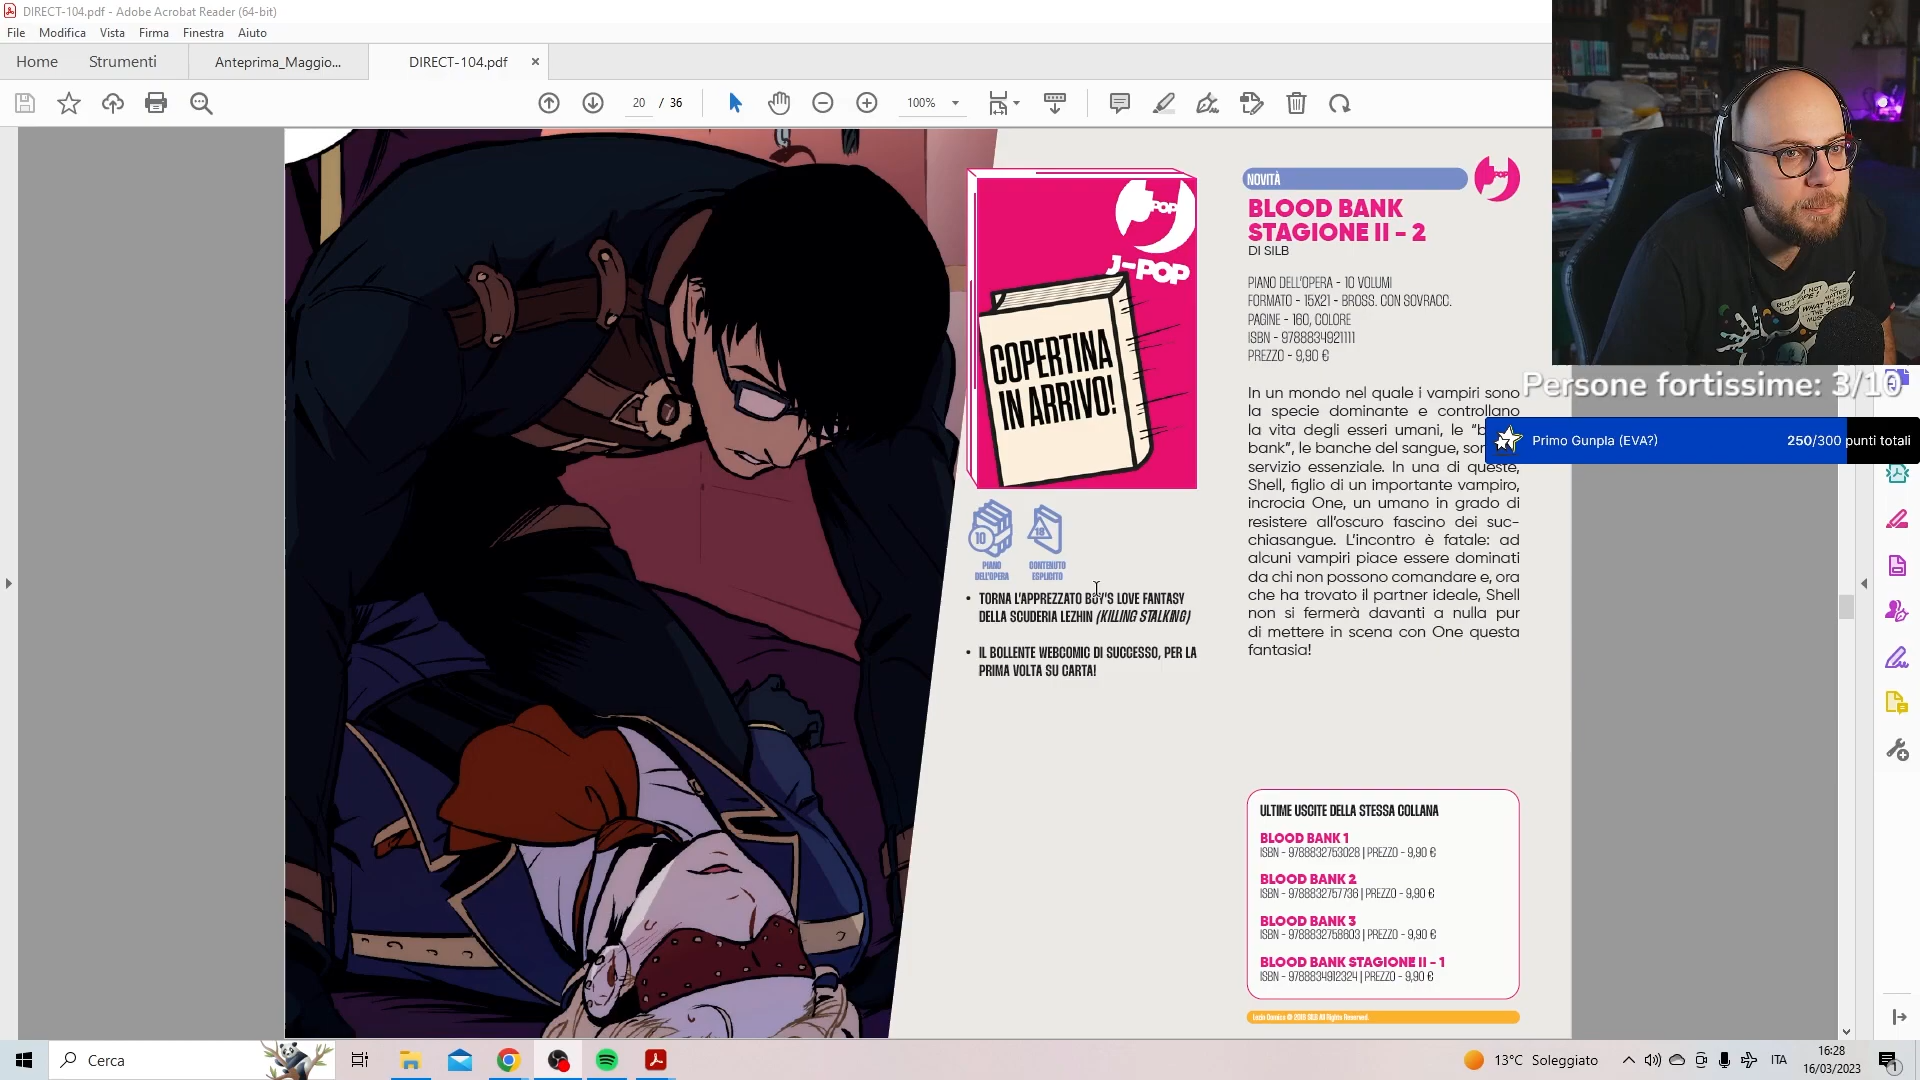 DIRECT-104.pdf - Adobe Acrobat Reader (64-bit)
File Modifica Vista Firma Finestra Aiuto
Home Strumenti Anteprima_Maggio... DIRECT-104.pdf ×
20 / 36 100%
J-POP
COPERTINA
IN ARRIVO!
10
PIANO
DELL'OPERA
18
CONTENUTO
ESPLICITO
• TORNA L'APPREZZATO BOY'S LOVE FANTASY
DELLA SCUDERIA LEZHIN (KILLING STALKING)
• IL BOLLENTE WEBCOMIC DI SUCCESSO, PER LA
PRIMA VOLTA SU CARTA!
NOVITÀ
BLOOD BANK
STAGIONE II - 2
DI SILB
PIANO DELL'OPERA - 10 VOLUMI
FORMATO - 15X21 - BROSS. CON SOVRACC.
PAGINE - 160, COLORE
ISBN - 9788834921111
PREZZO - 9,90 €
In un mondo nel quale i vampiri sono
la specie dominante e controllano
la vita degli esseri umani, le
bank", le banche del sangue,
servizio essenziale. In una di queste,
Shell, figlio di un importante vampiro,
incrocia One, un umano in grado di
resistere all'oscuro fascino dei suc-
chiasangue. L'incontro è fatale: ad
alcuni vampiri piace essere dominati
da chi non possono comandare e, ora
che ha trovato il partner ideale, Shell
non si fermerà davanti a nulla pur
di mettere in scena con One questa
fantasia!
ULTIME USCITE DELLA STESSA COLLANA
BLOOD BANK 1
ISBN - 9788832753028 | PREZZO - 9,90 €
BLOOD BANK 2
ISBN - 9788832757736 | PREZZO - 9,90 €
BLOOD BANK 3
ISBN - 9788832758603 | PREZZO - 9,90 €
BLOOD BANK STAGIONE II - 1
ISBN - 9788834912324 | PREZZO - 9,90 €
Lezin Comics © 2018 SILB All Rights Reserved.
Persone fortissime: 3/10
Primo Gunpla (EVA?) 250/300 punti totali
Cerca
13°C Soleggiato
ITA
16:28
16/03/2023
1